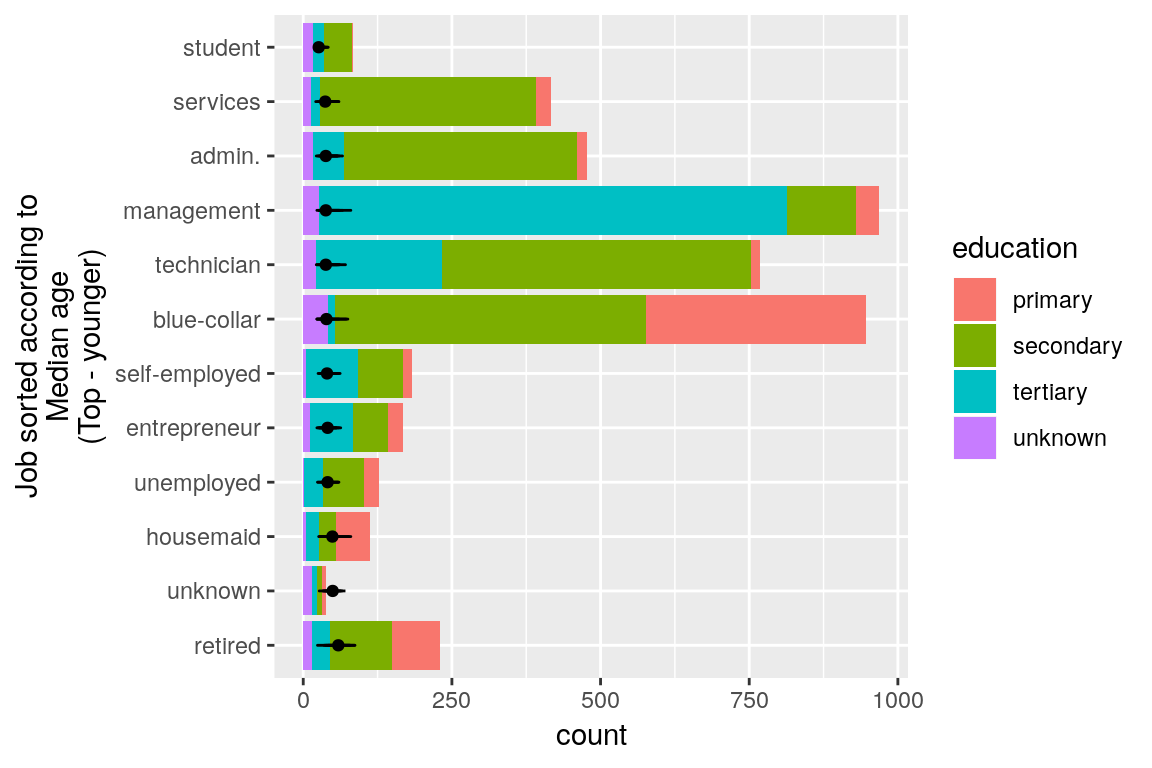 Job sorted according to
Median age
(Top - younger)
student
services
admin.
management
technician
blue-collar
self-employed
entrepreneur
unemployed
housemaid
unknown
retired
0 250 500 750 1000
count
education
primary
secondary
tertiary
unknown